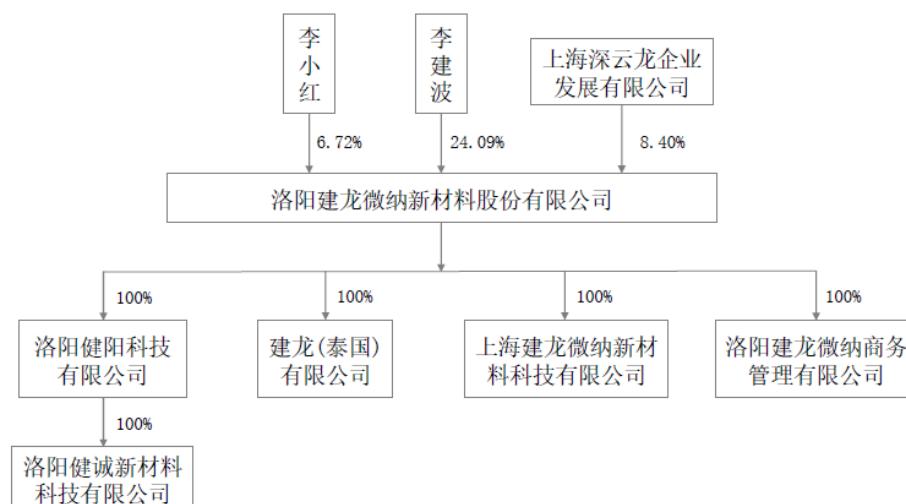 李小红
李建波
上海深云龙企业
发展有限公司
6.72%
24.09%
8.40%
洛阳建龙微纳新材料股份有限公司
100%
100%
100%
100%
洛阳健阳科技
有限公司
建龙(泰国)
有限公司
上海建龙微纳新材
料科技有限公司
洛阳建龙微纳商务
管理有限公司
100%
洛阳健诚新材料
科技有限公司